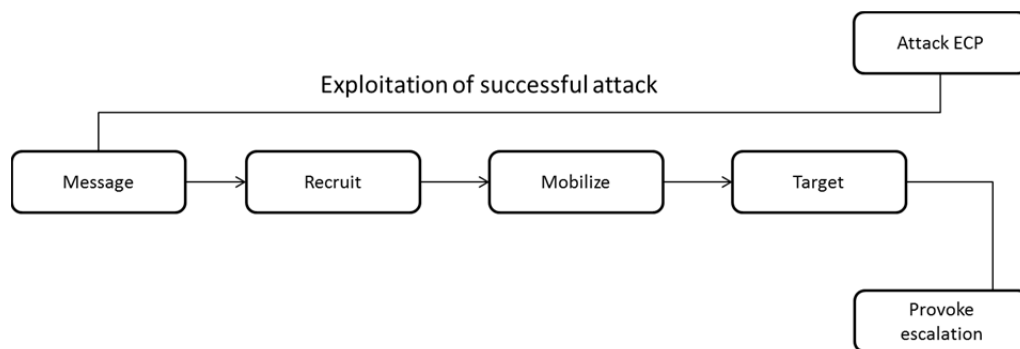 Attack ECP
Exploitation of successful attack
Message
Recruit
Mobilize
Target
Provoke
escalation